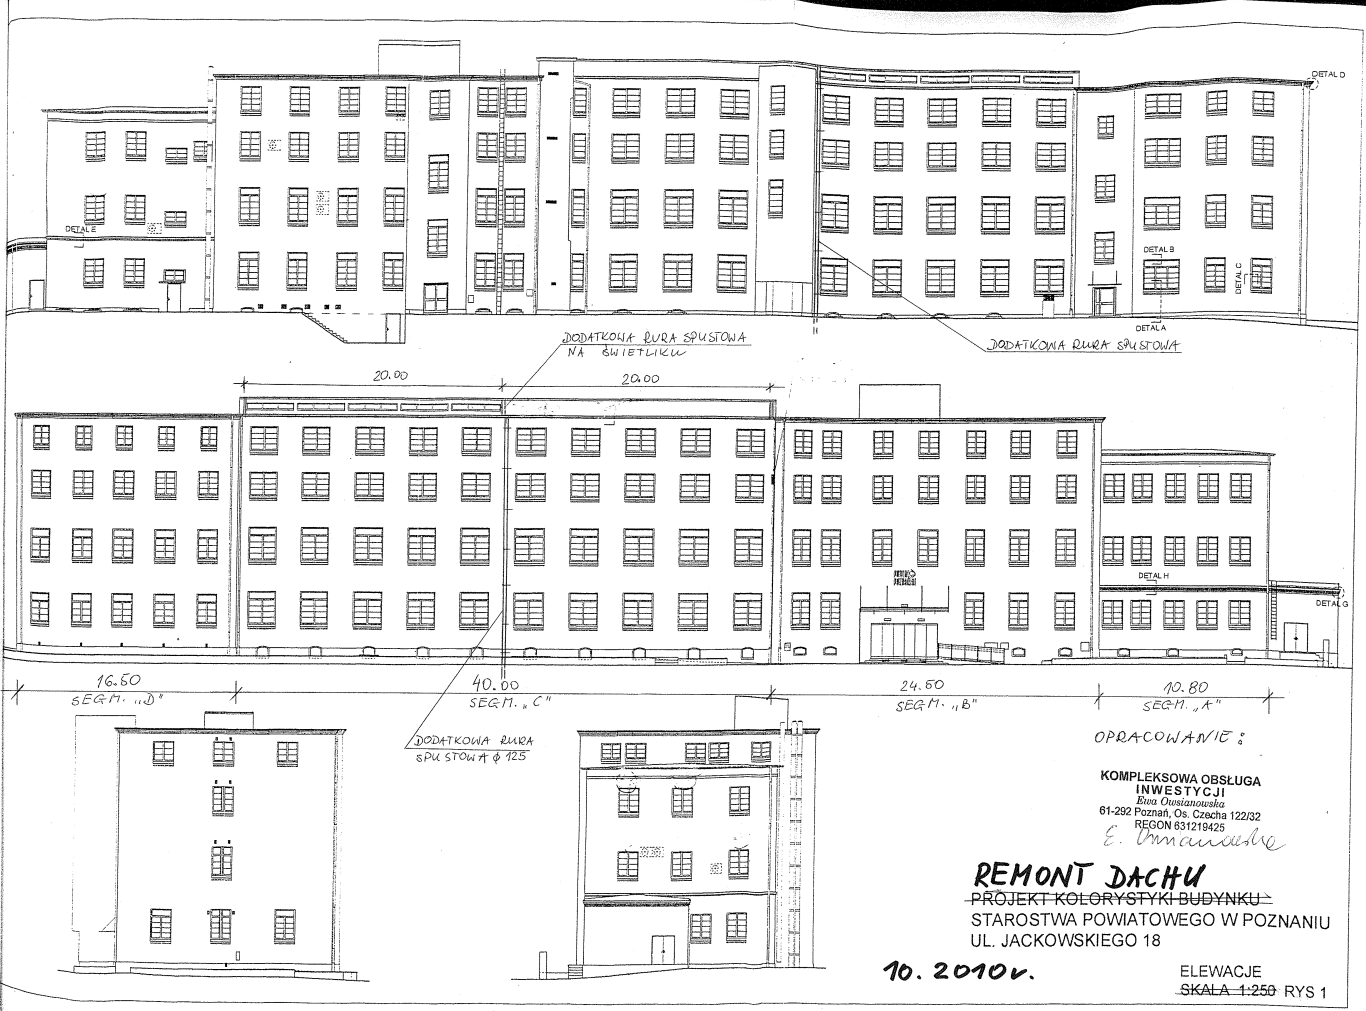 DETAL D
DETAL E
DETAL B
DETAL C
DETAL A
DODATKOWA RURA SPUSTOWA
NA ŚWIETLIKU
DODATKOWA RURA SPUSTOWA
20.00
20.00
DETAL H
DETAL G
16.50
SEGM. „D"
40.00
SEGM. „C"
24.50
SEGM. „B"
10.80
SEGM. „A"
DODATKOWA RURA
SPUSTOWA ϕ 125
OPRACOWANIE:
KOMPLEKSOWA OBSŁUGA
INWESTYCJI
Ewa Owsianowska
61-292 Poznań, Os. Czecha 122/32
REGON 631219425
REMONT DACHU
PROJEKT KOLORYSTYKI BUDYNKU
STAROSTWA POWIATOWEGO W POZNANIU
UL. JACKOWSKIEGO 18
10.2010r.
ELEWACJE
SKALA 1:250 RYS 1